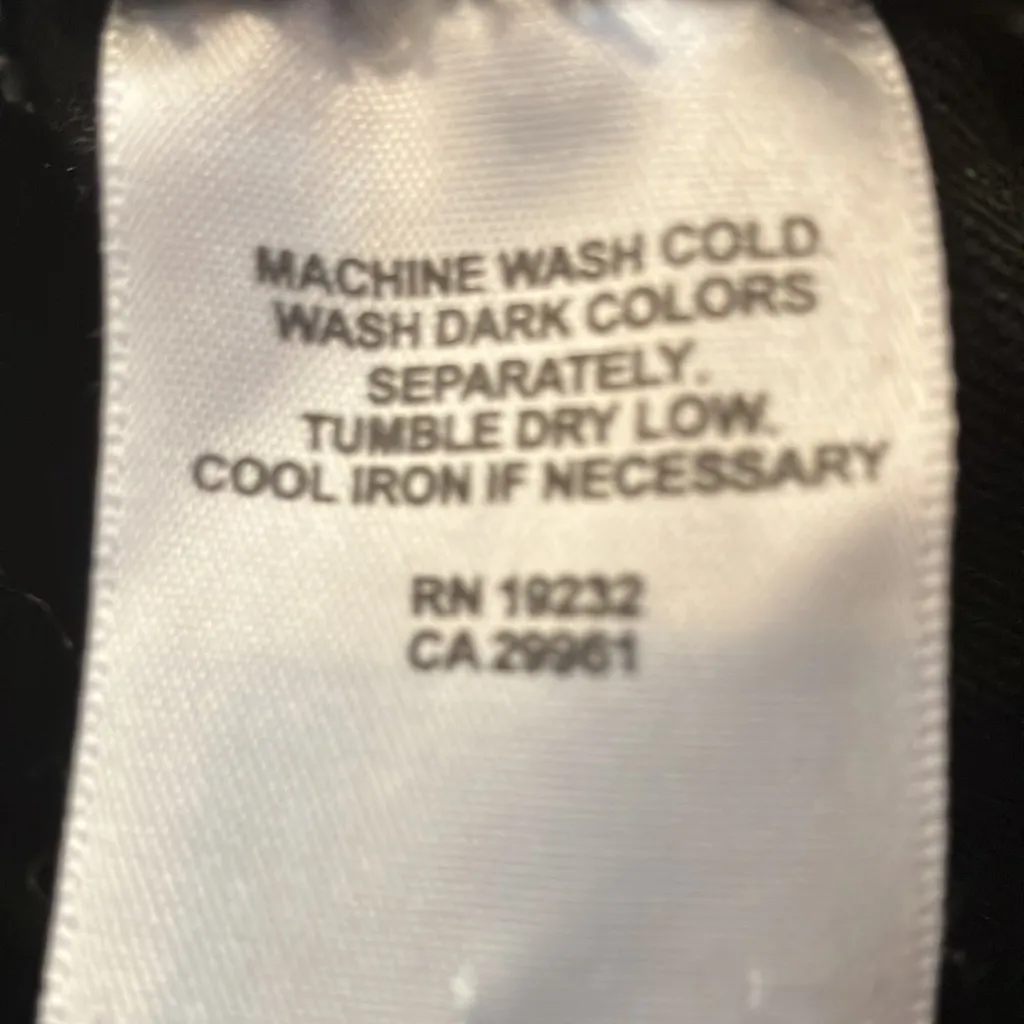 MACHINE WASH COLD
WASH DARK COLORS
SEPARATELY.
TUMBLE DRY LOW.
COOL IRON IF NECESSARY
RN 19232
CA 29961